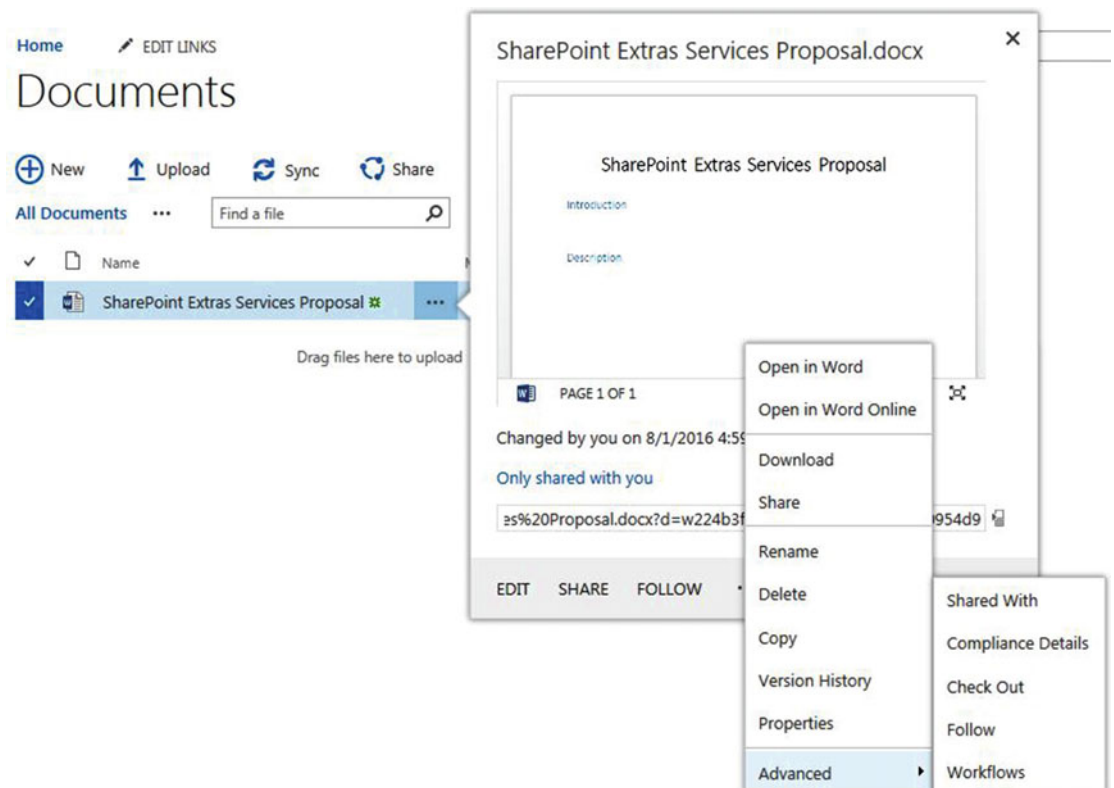 Home EDIT LINKS
Documents
New Upload Sync Share
All Documents ... Find a file
Name
SharePoint Extras Services Proposal ...
Drag files here to upload
SharePoint Extras Services Proposal.docx
SharePoint Extras Services Proposal
Introduction
Description
PAGE 1 OF 1
Changed by you on 8/1/2016 4:59
Only shared with you
es%20Proposal.docx?d=w224b3f 954d9
EDIT SHARE FOLLOW
Open in Word
Open in Word Online
Download
Share
Rename
Delete
Copy
Version History
Properties
Advanced
Shared With
Compliance Details
Check Out
Follow
Workflows